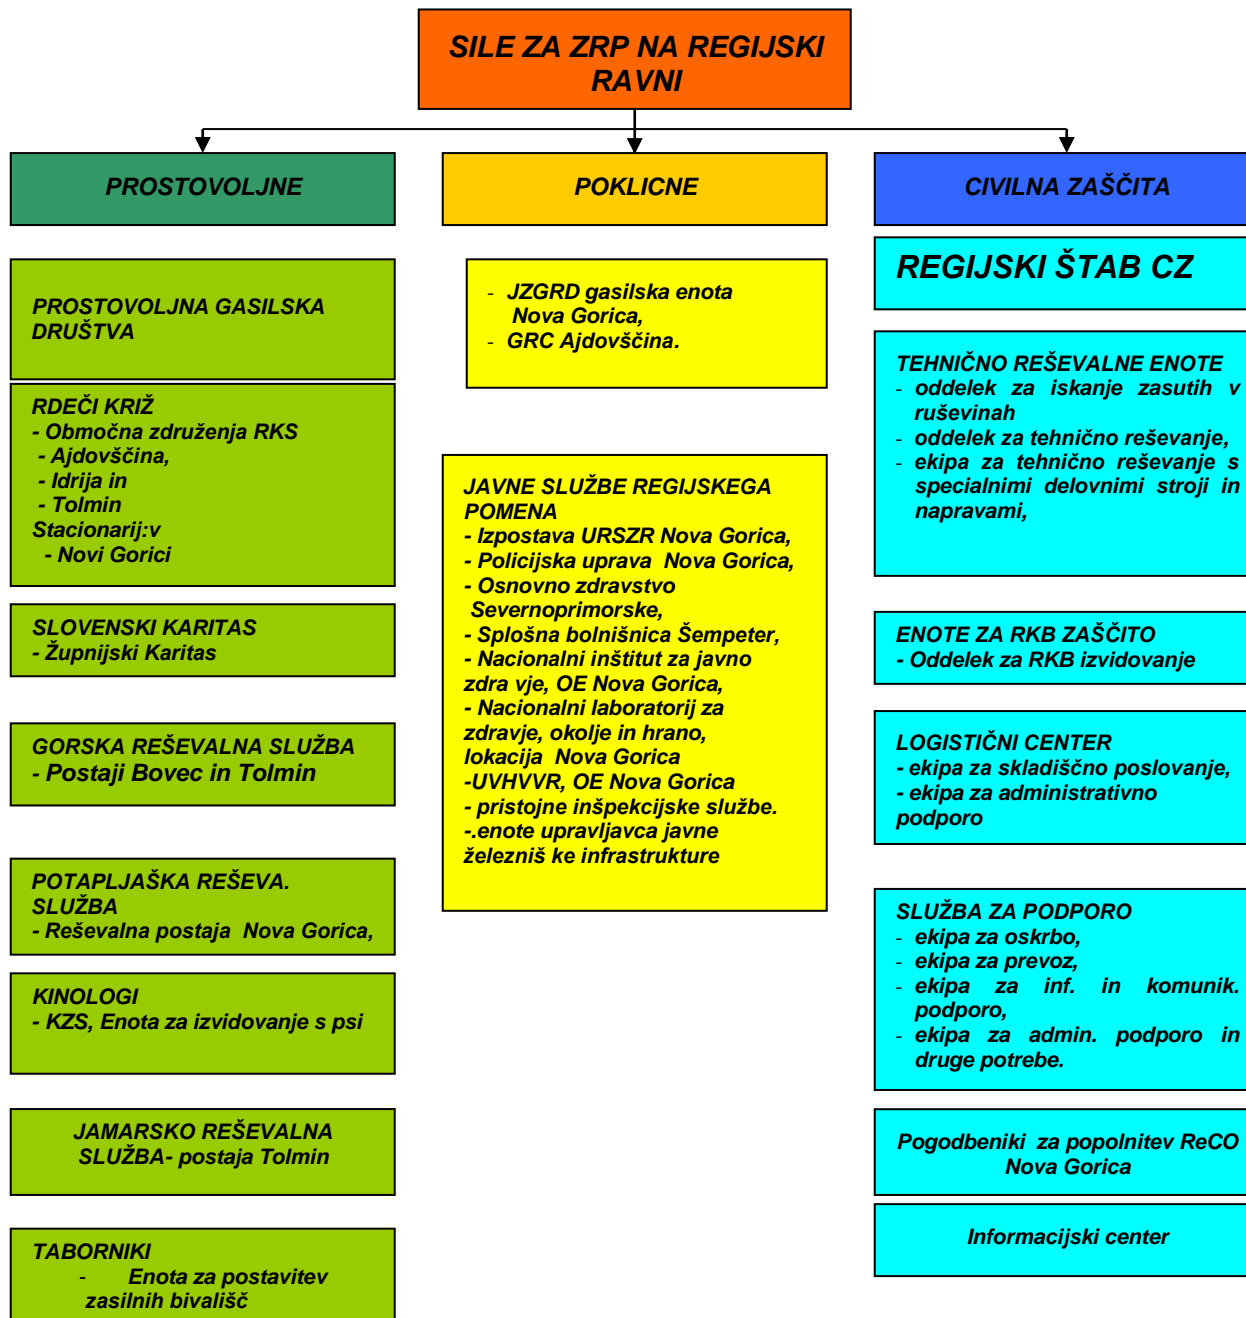 SILE ZA ZRP NA REGIJSKI
RAVNI
PROSTOVOLJNE
PROSTOVOLJNA GASILSKA
DRUŠTVA
RDEČI KRIŽ
- Območna združenja RKS
- Ajdovščina,
- Idrija in
- Tolmin
Stacionarij:v
- Novi Gorici
SLOVENSKI KARITAS
- Župnijski Karitas
GORSKA REŠEVALNA SLUŽBA
- Postaji Bovec in Tolmin
POTAPLJAŠKA REŠEVA.
SLUŽBA
- Reševalna postaja Nova Gorica,
KINOLOGI
- KZS, Enota za izvidovanje s psi
JAMARSKO REŠEVALNA
SLUŽBA- postaja Tolmin
TABORNIKI
- Enota za postavitev
zasilnih bivališč
POKLICNE
- JZGRD gasilska enota
Nova Gorica,
- GRC Ajdovščina.
JAVNE SLUŽBE REGIJSKEGA
POMENA
- Izpostava URSZR Nova Gorica,
- Policijska uprava Nova Gorica,
- Osnovno zdravstvo
Severnoprimorske,
- Splošna bolnišnica Šempeter,
- Nacionalni inštitut za javno
zdra vje, OE Nova Gorica,
- Nacionalni laboratorij za
zdravje, okolje in hrano,
lokacija Nova Gorica
-UVHVVR, OE Nova Gorica
- pristojne inšpekcijske službe.
-.enote upravljavca javne
železniš ke infrastrukture
CIVILNA ZAŠČITA
REGIJSKI ŠTAB CZ
TEHNIČNO REŠEVALNE ENOTE
- oddelek za iskanje zasutih v
ruševinah
- oddelek za tehnično reševanje,
- ekipa za tehnično reševanje s
specialnimi delovnimi stroji in
napravami,
ENOTE ZA RKB ZAŠČITO
- Oddelek za RKB izvidovanje
LOGISTIČNI CENTER
- ekipa za skladiščno poslovanje,
- ekipa za administrativno
podporo
SLUŽBA ZA PODPORO
- ekipa za oskrbo,
- ekipa za prevoz,
- ekipa za inf. in komunik.
podporo,
- ekipa za admin. podporo in
druge potrebe.
Pogodbeniki za popolnitev ReCO
Nova Gorica
Informacijski center